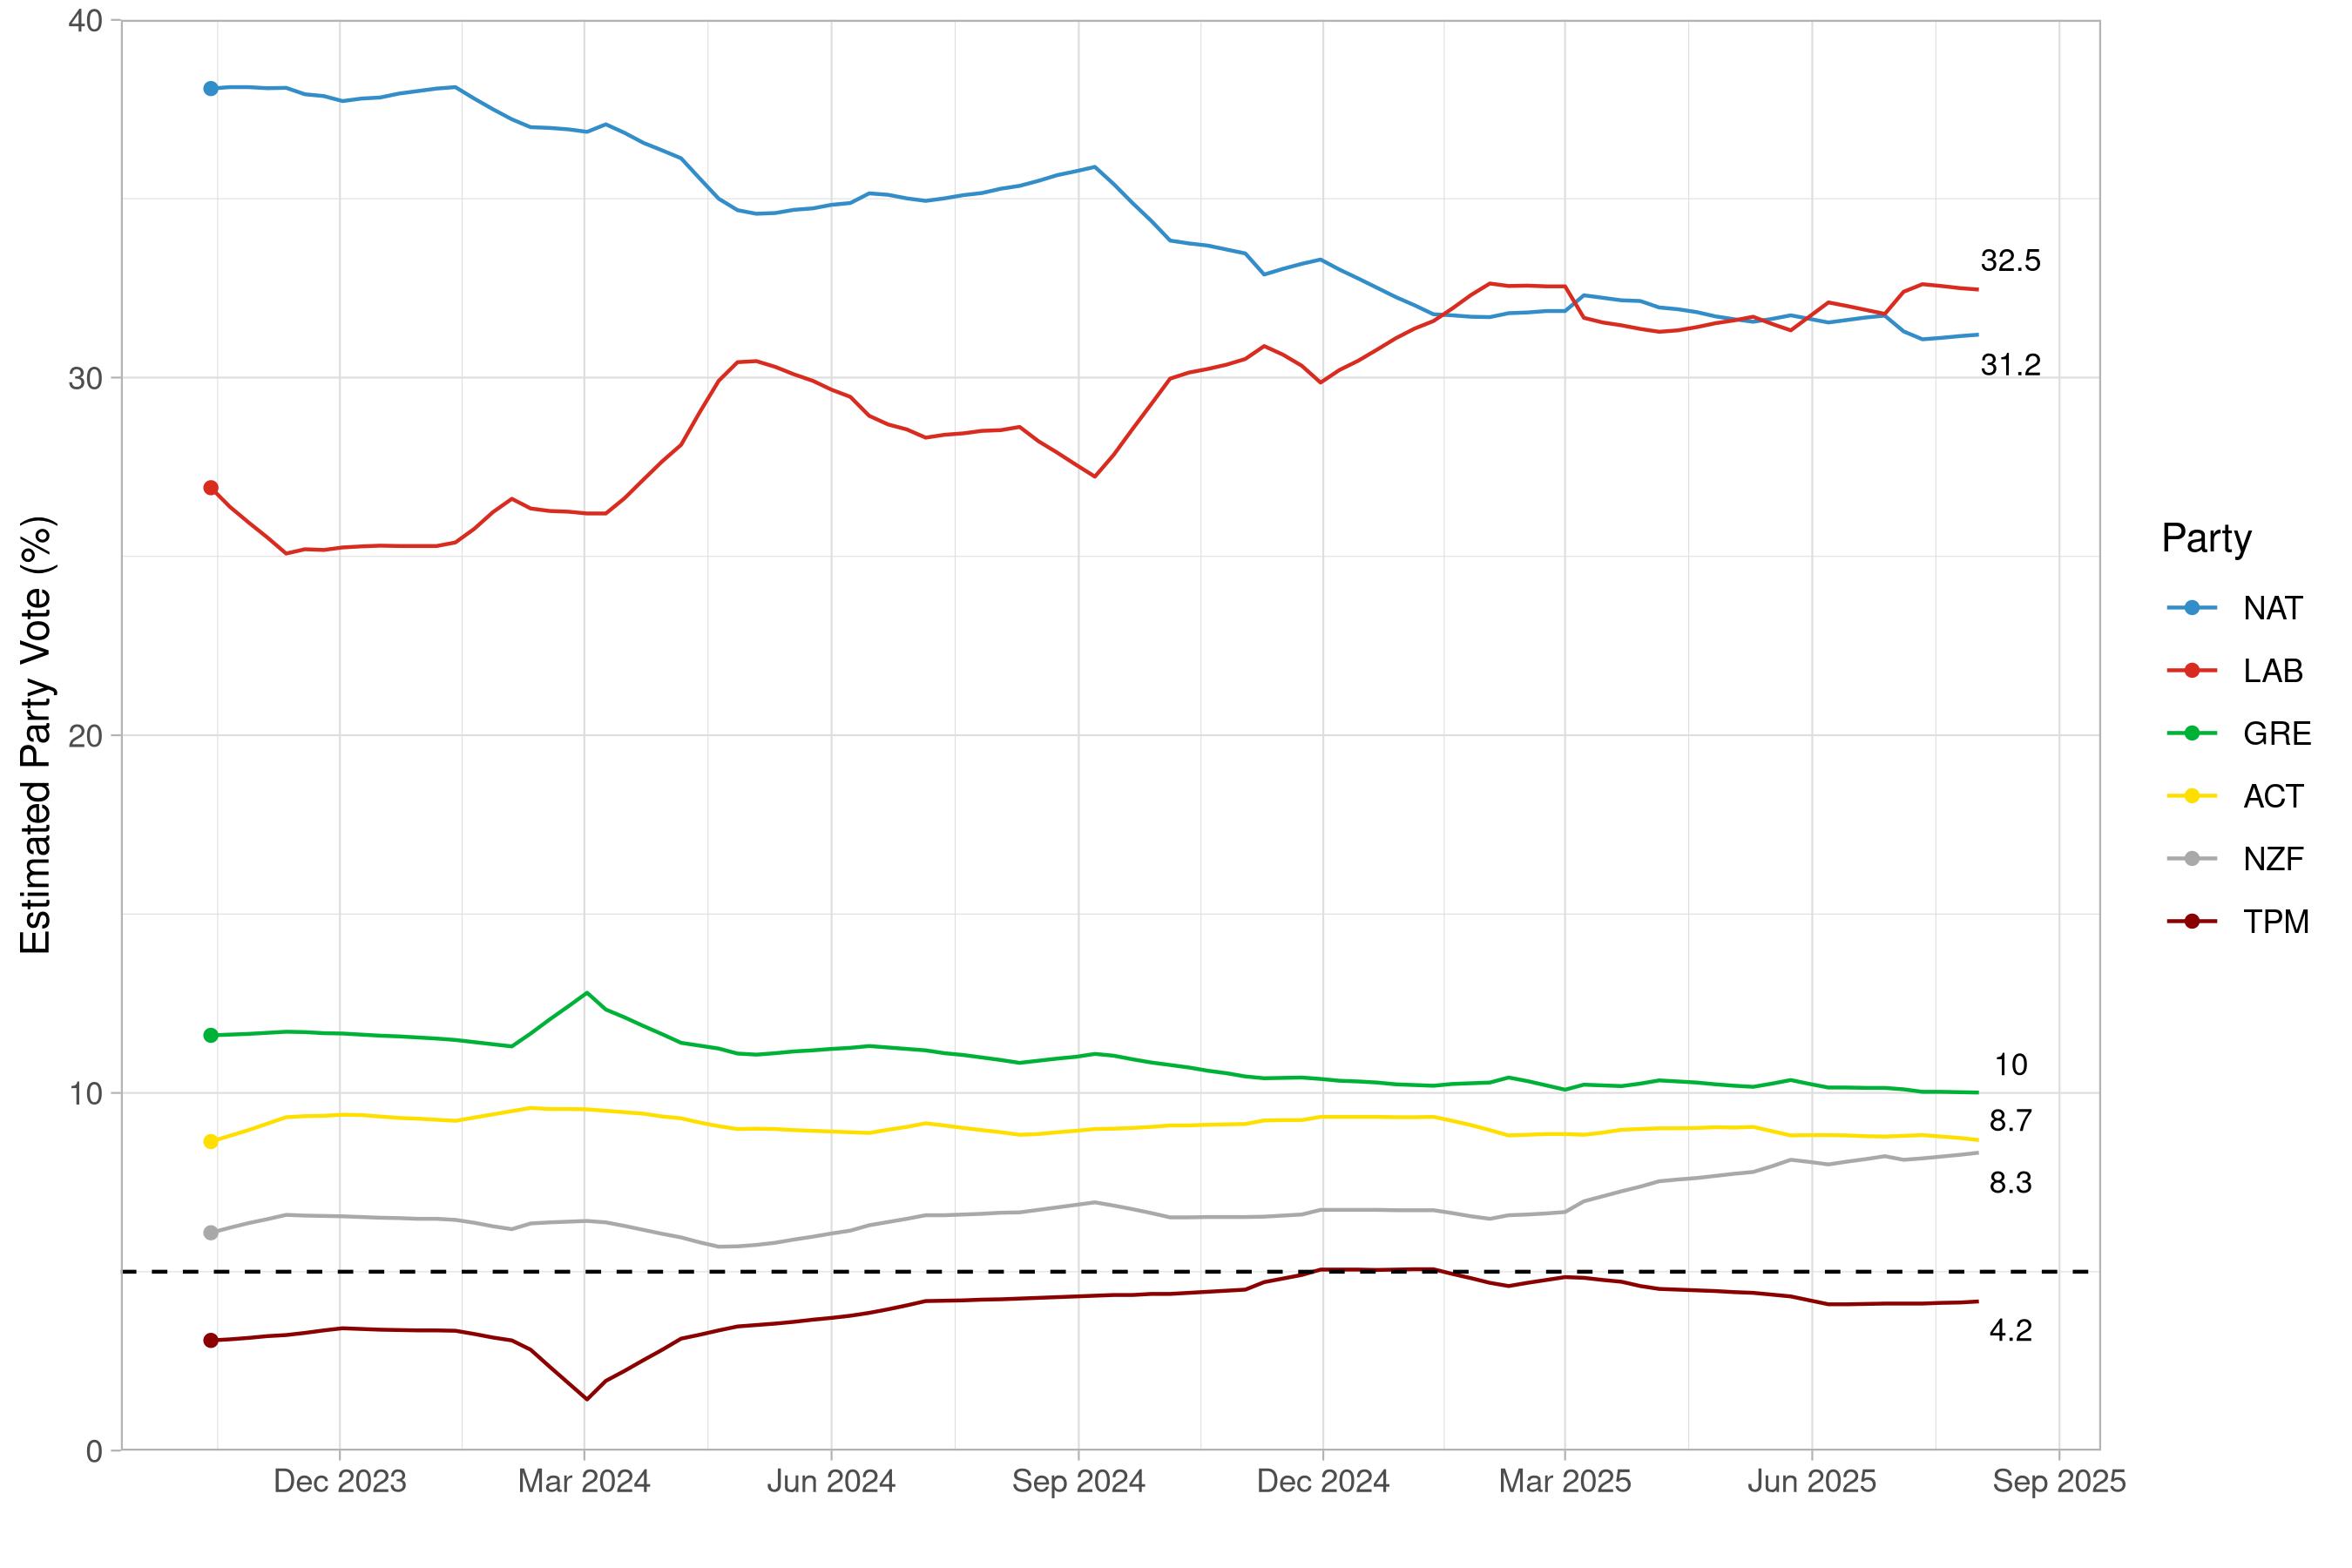 Estimated Party Vote (%)
40
30
20
10
0
Dec 2023
Mar 2024
Jun 2024
Sep 2024
Dec 2024
Mar 2025
Jun 2025
Sep 2025
32.5
31.2
10
8.7
8.3
4.2
Party
NAT
LAB
GRE
ACT
NZF
TPM